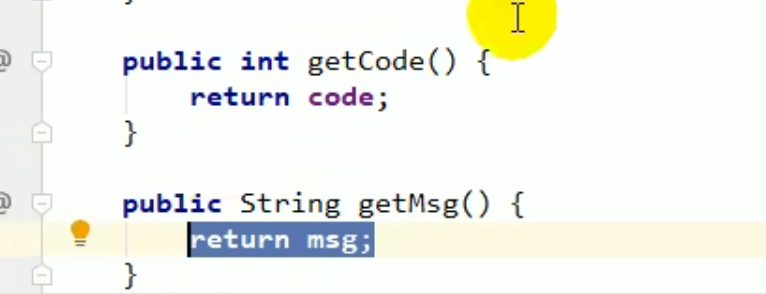 }
@ public int getCode() {
return code;
}
@ public String getMsg() {
return msg;
}